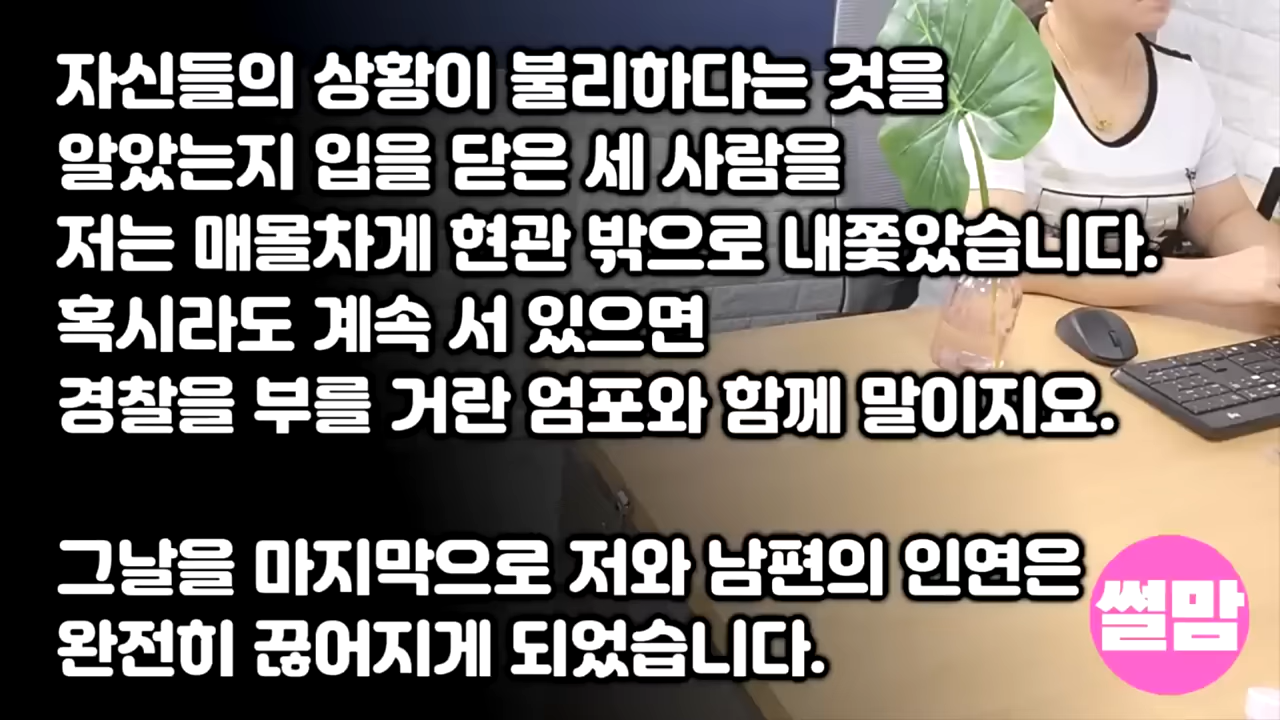 자신들의 상황이 불리하다는 것을
알았는지 입을 닫은 세 사람을
저는 매몰차게 현관 밖으로 내쫓았습니다.
혹시라도 계속 서 있으면
경찰을 부를 거란 엄포와 함께 말이지요.
그날을 마지막으로 저와 남편의 인연은
완전히 끊어지게 되었습니다.
썰맘